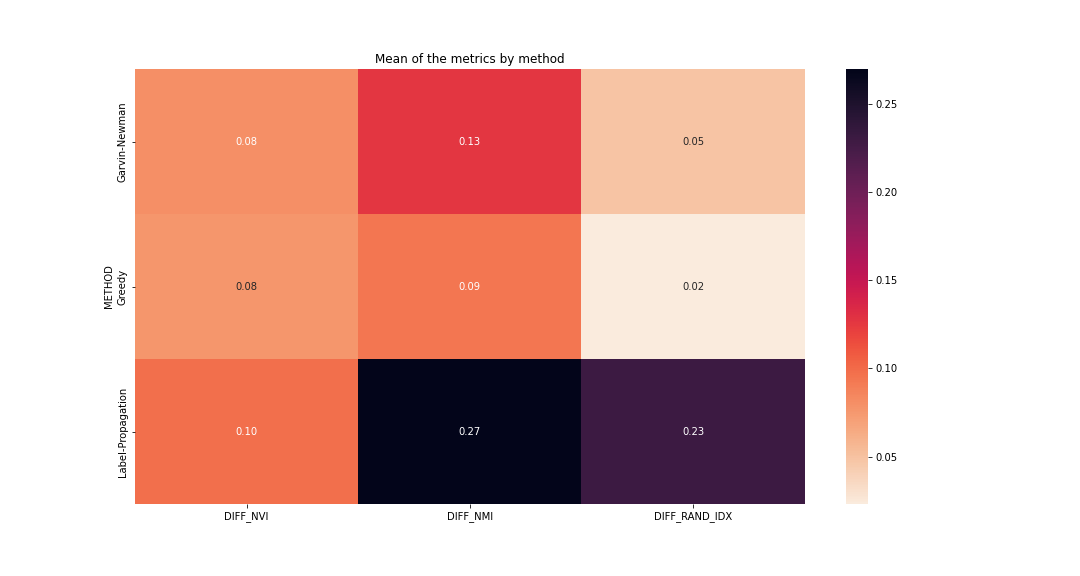 Mean of the metrics by method
METHOD
Garvin-Newman
0.08 0.13 0.05
Greedy
0.08 0.09 0.02
Label-Propagation
0.10 0.27 0.23
DIFF_NVI DIFF_NMI DIFF_RAND_IDX
0.25
0.20
0.15
0.10
0.05